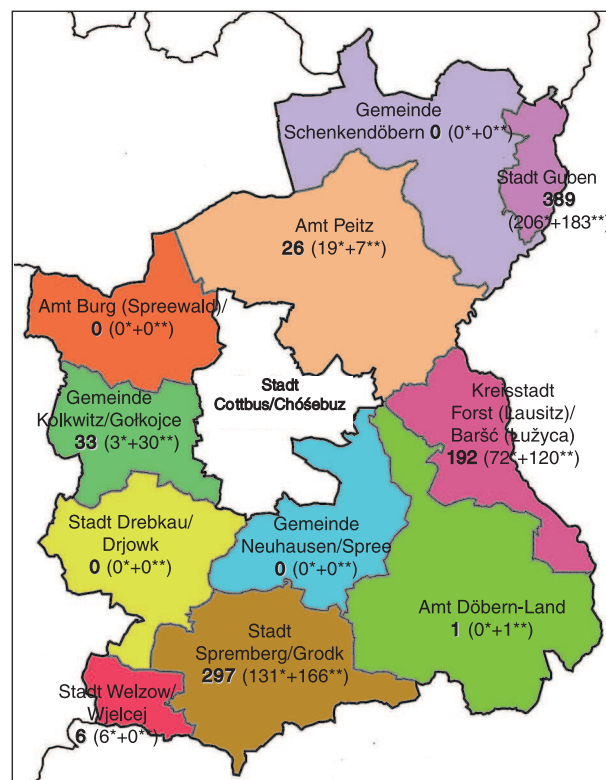 Gemeinde
Schenkendöbern 0 (0*+0**)
Stadt Guben
389
(206*+183**)
Amt Peitz
26 (19*+7**)
Amt Burg (Spreewald)/
0 (0*+0**)
Stadt
Cottbus/Chóśebuz
Gemeinde
Kolkwitz/Gołkojce
33 (3*+30**)
Kreisstadt
Forst (Lausitz)/
Baršć (Łužyca)
192 (72*+120**)
Stadt Drebkau/
Drjowk
0 (0*+0**)
Gemeinde
Neuhausen/Spree
0 (0*+0**)
Amt Döbern-Land
1 (0*+1**)
Stadt
Spremberg/Grodk
297 (131*+166**)
Stadt Welzow/
Wjelcej
6 (6*+0**)